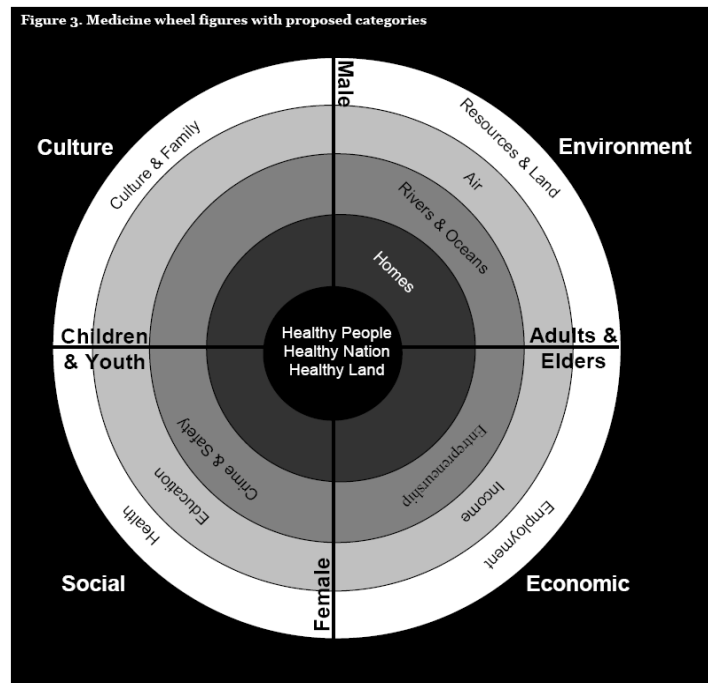 Figure 3. Medicine wheel figures with proposed categories
Male
Culture
Culture & Family
Resources & Land
Environment
Air
Rivers & Oceans
Homes
Healthy People
Healthy Nation
Healthy Land
Children
& Youth
Adults &
Elders
Crime & Safety
Education
Health
Entrepreneurship
Income
Employment
Social
Female
Economic